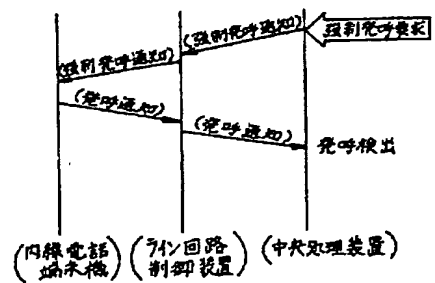 強制発呼要求
(強制発呼通知)
(強制発呼通知)
(発呼通知)
(発呼通知)
発呼検出
(内線電話
端末機)
(ライン回路
制御装置)
(中央処理装置)